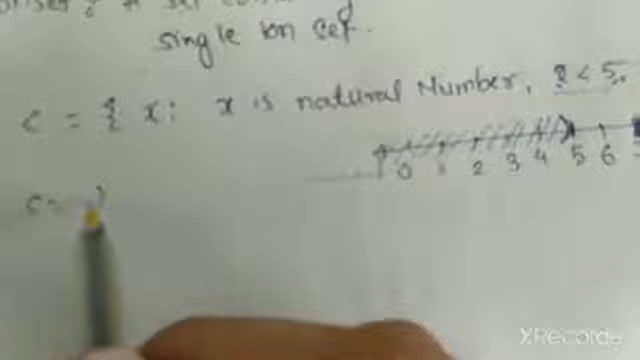 single ton set.
C = { x: x is natural Number, x < 5.
0 1 2 3 4 5 6
C = {
XRecorder